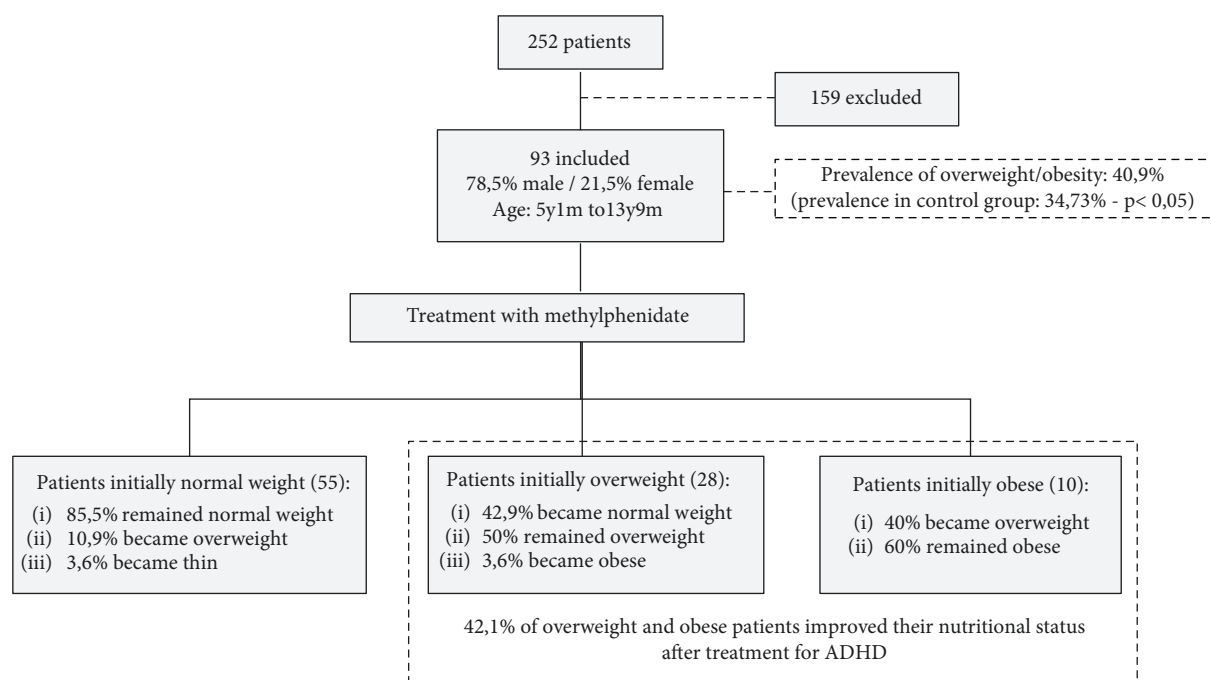 252 patients
159 excluded
93 included
78,5% male / 21,5% female
Age: 5y1m to13y9m
Prevalence of overweight/obesity: 40,9%
(prevalence in control group: 34,73% - p< 0,05)
Treatment with methylphenidate
Patients initially normal weight (55):
(i) 85,5% remained normal weight
(ii) 10,9% became overweight
(iii) 3,6% became thin
Patients initially overweight (28):
(i) 42,9% became normal weight
(ii) 50% remained overweight
(iii) 3,6% became obese
Patients initially obese (10):
(i) 40% became overweight
(ii) 60% remained obese
42,1% of overweight and obese patients improved their nutritional status
after treatment for ADHD